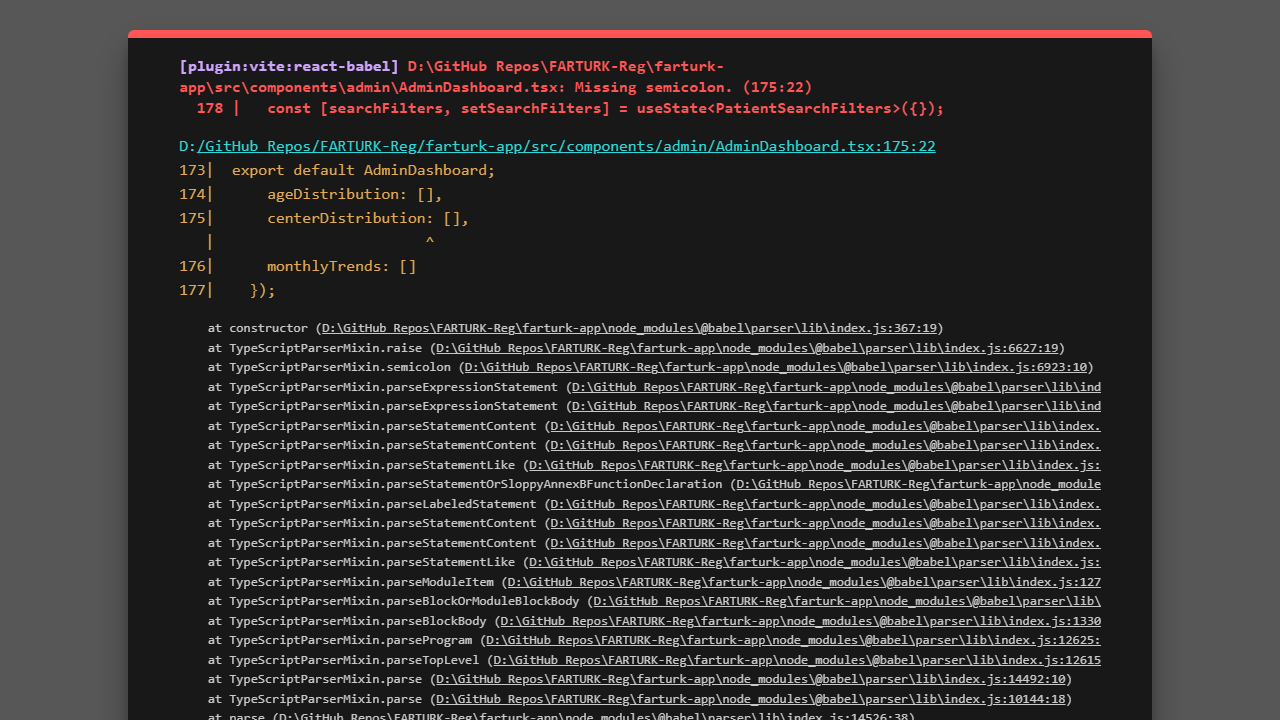 [plugin:vite:react-babel] D:\GitHub Repos\FARTURK-Reg\farturk-
app\src\components\admin\AdminDashboard.tsx: Missing semicolon. (175:22)
178 |   const [searchFilters, setSearchFilters] = useState<PatientSearchFilters>({});
D:/GitHub Repos/FARTURK-Reg/farturk-app/src/components/admin/AdminDashboard.tsx:175:22
173|  export default AdminDashboard;
174|      ageDistribution: [],
175|      centerDistribution: [],
   |                        ^
176|      monthlyTrends: []
177|    });
at constructor (D:\GitHub Repos\FARTURK-Reg\farturk-app\node_modules\@babel\parser\lib\index.js:367:19)
at TypeScriptParserMixin.raise (D:\GitHub Repos\FARTURK-Reg\farturk-app\node_modules\@babel\parser\lib\index.js:6627:19)
at TypeScriptParserMixin.semicolon (D:\GitHub Repos\FARTURK-Reg\farturk-app\node_modules\@babel\parser\lib\index.js:6923:10)
at TypeScriptParserMixin.parseExpressionStatement (D:\GitHub Repos\FARTURK-Reg\farturk-app\node_modules\@babel\parser\lib\ind
at TypeScriptParserMixin.parseExpressionStatement (D:\GitHub Repos\FARTURK-Reg\farturk-app\node_modules\@babel\parser\lib\ind
at TypeScriptParserMixin.parseStatementContent (D:\GitHub Repos\FARTURK-Reg\farturk-app\node_modules\@babel\parser\lib\index.
at TypeScriptParserMixin.parseStatementContent (D:\GitHub Repos\FARTURK-Reg\farturk-app\node_modules\@babel\parser\lib\index.
at TypeScriptParserMixin.parseStatementLike (D:\GitHub Repos\FARTURK-Reg\farturk-app\node_modules\@babel\parser\lib\index.js:
at TypeScriptParserMixin.parseStatementOrSloppyAnnexBFunctionDeclaration (D:\GitHub Repos\FARTURK-Reg\farturk-app\node_module
at TypeScriptParserMixin.parseLabeledStatement (D:\GitHub Repos\FARTURK-Reg\farturk-app\node_modules\@babel\parser\lib\index.
at TypeScriptParserMixin.parseStatementContent (D:\GitHub Repos\FARTURK-Reg\farturk-app\node_modules\@babel\parser\lib\index.
at TypeScriptParserMixin.parseStatementContent (D:\GitHub Repos\FARTURK-Reg\farturk-app\node_modules\@babel\parser\lib\index.
at TypeScriptParserMixin.parseStatementLike (D:\GitHub Repos\FARTURK-Reg\farturk-app\node_modules\@babel\parser\lib\index.js:
at TypeScriptParserMixin.parseModuleItem (D:\GitHub Repos\FARTURK-Reg\farturk-app\node_modules\@babel\parser\lib\index.js:127
at TypeScriptParserMixin.parseBlockOrModuleBlockBody (D:\GitHub Repos\FARTURK-Reg\farturk-app\node_modules\@babel\parser\lib\
at TypeScriptParserMixin.parseBlockBody (D:\GitHub Repos\FARTURK-Reg\farturk-app\node_modules\@babel\parser\lib\index.js:1330
at TypeScriptParserMixin.parseProgram (D:\GitHub Repos\FARTURK-Reg\farturk-app\node_modules\@babel\parser\lib\index.js:12625:
at TypeScriptParserMixin.parseTopLevel (D:\GitHub Repos\FARTURK-Reg\farturk-app\node_modules\@babel\parser\lib\index.js:12615
at TypeScriptParserMixin.parse (D:\GitHub Repos\FARTURK-Reg\farturk-app\node_modules\@babel\parser\lib\index.js:14492:10)
at TypeScriptParserMixin.parse (D:\GitHub Repos\FARTURK-Reg\farturk-app\node_modules\@babel\parser\lib\index.js:10144:18)
at parse (D:\GitHub Repos\FARTURK-Reg\farturk-app\node_modules\@babel\parser\lib\index.js:14526:38)